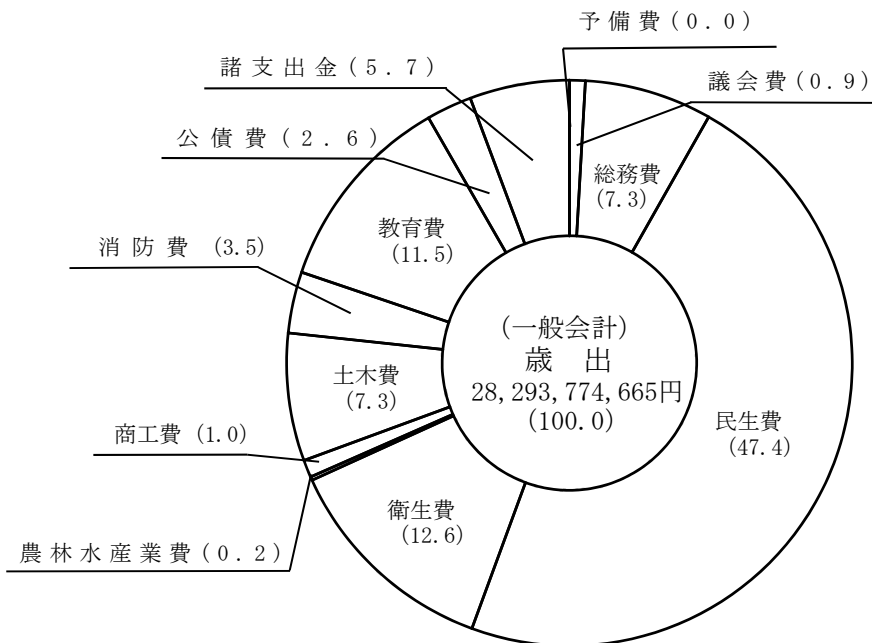 予備費(0.0)
諸支出金(5.7)
議会費(0.9)
公債費(2.6)
総務費
(7.3)
教育費
(11.5)
消防費 (3.5)
(一般会計)
歳 出
28,293,774,665円
(100.0)
土木費
(7.3)
民生費
(47.4)
商工費 (1.0)
衛生費
(12.6)
農林水産業費(0.2)